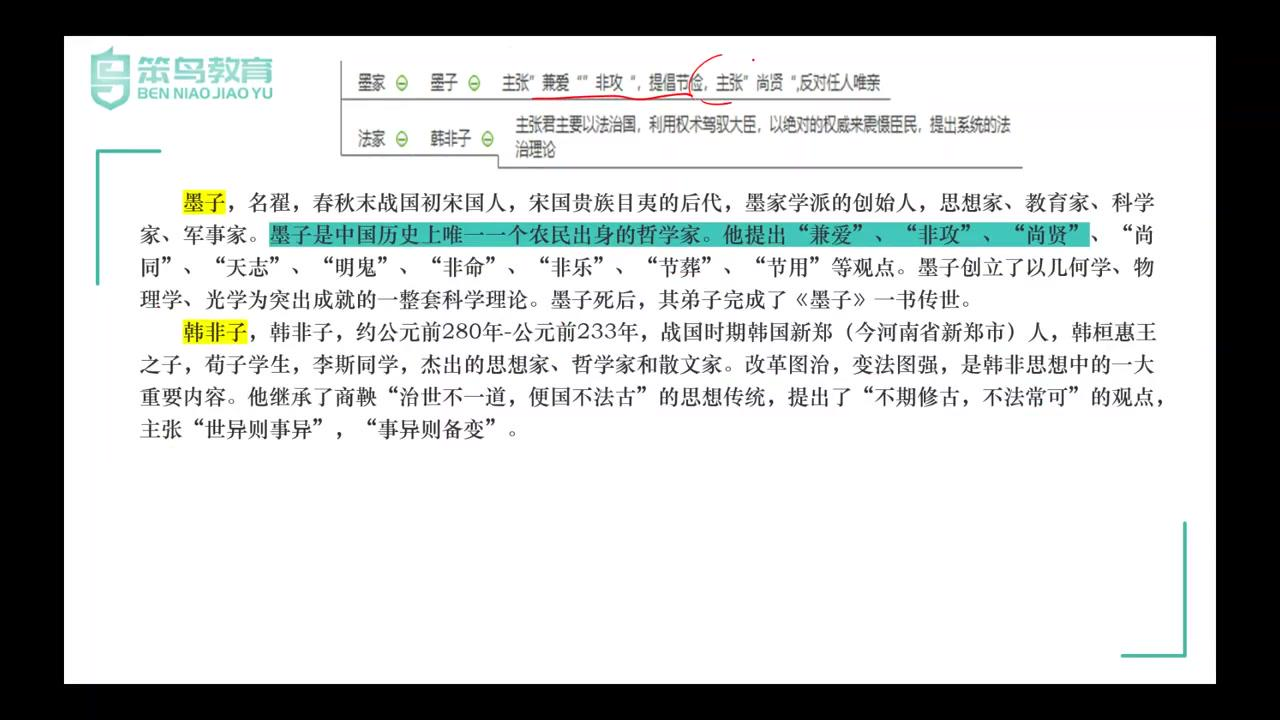 笨鸟教育
BEN NIAO JIAO YU
墨家 墨子 主张"兼爱""非攻",提倡节俭,主张"尚贤",反对任人唯亲
法家 韩非子 主张君主要以法治国，利用权术驾驭大臣，以绝对的权威来震慑臣民，提出系统的法
治理论
墨子，名翟，春秋末战国初宋国人，宋国贵族目夷的后代，墨家学派的创始人，思想家、教育家、科学
家、军事家。墨子是中国历史上唯一一个农民出身的哲学家。他提出“兼爱”、“非攻”、“尚贤”、“尚
同”、“天志”、“明鬼”、“非命”、“非乐”、“节葬”、“节用”等观点。墨子创立了以几何学、物
理学、光学为突出成就的一整套科学理论。墨子死后，其弟子完成了《墨子》一书传世。
韩非子，韩非子，约公元前280年-公元前233年，战国时期韩国新郑（今河南省新郑市）人，韩桓惠王
之子，荀子学生，李斯同学，杰出的思想家、哲学家和散文家。改革图治，变法图强，是韩非思想中的一大
重要内容。他继承了商鞅“治世不一道，便国不法古”的思想传统，提出了“不期修古，不法常可”的观点，
主张“世异则事异”，“事异则备变”。